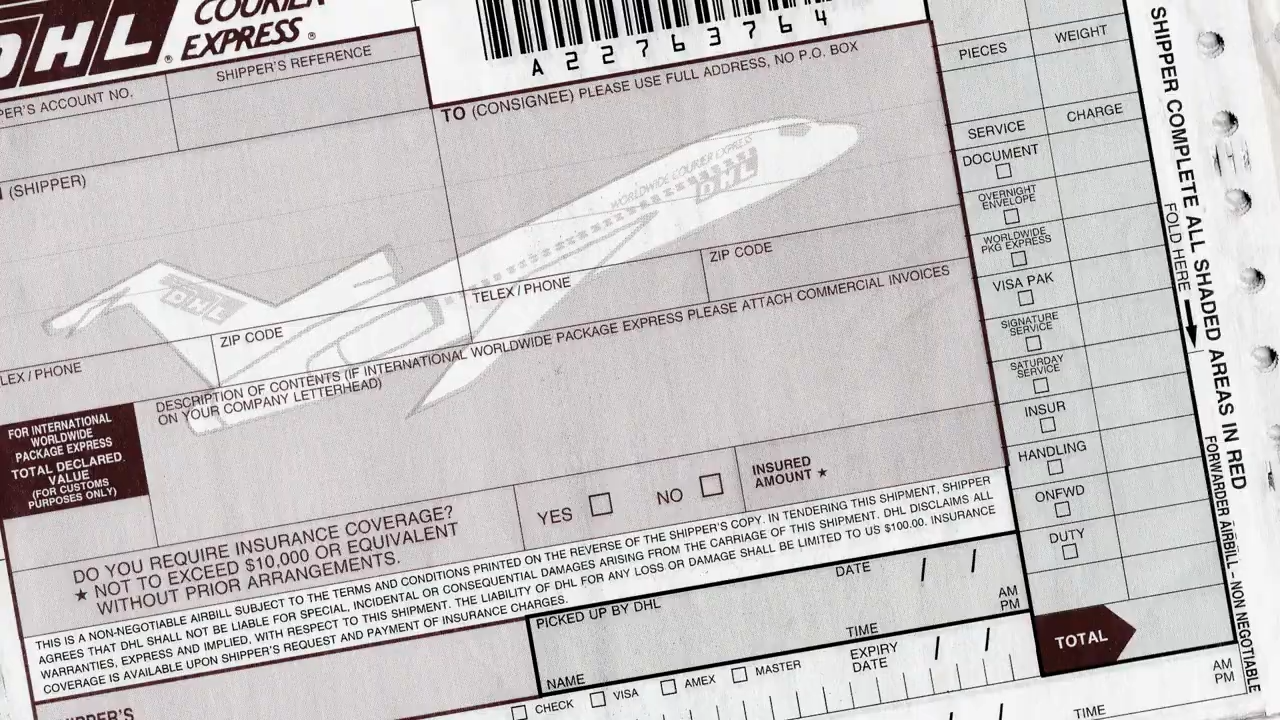 DHL®
COURIER
EXPRESS®
PER'S ACCOUNT NO.
SHIPPER'S REFERENCE
A22763764
TO (CONSIGNEE) PLEASE USE FULL ADDRESS, NO P.O. BOX
(SHIPPER)
WORLDWIDE COURIER EXPRESS
DHL
DHL
LEX / PHONE
ZIP CODE
TELEX / PHONE
ZIP CODE
DESCRIPTION OF CONTENTS (IF INTERNATIONAL WORLDWIDE PACKAGE EXPRESS PLEASE ATTACH COMMERCIAL INVOICES
ON YOUR COMPANY LETTERHEAD)
FOR INTERNATIONAL
WORLDWIDE
PACKAGE EXPRESS
TOTAL DECLARED
VALUE
(FOR CUSTOMS
PURPOSES ONLY)
DO YOU REQUIRE INSURANCE COVERAGE?
★ NOT TO EXCEED $10,000 OR EQUIVALENT
WITHOUT PRIOR ARRANGEMENTS.
YES
NO
INSURED
AMOUNT ★
THIS IS A NON-NEGOTIABLE AIRBILL SUBJECT TO THE TERMS AND CONDITIONS PRINTED ON THE REVERSE OF THE SHIPPER'S COPY. IN TENDERING THIS SHIPMENT, SHIPPER
AGREES THAT DHL SHALL NOT BE LIABLE FOR SPECIAL, INCIDENTAL OR CONSEQUENTIAL DAMAGES ARISING FROM THE CARRIAGE OF THIS SHIPMENT. DHL DISCLAIMS ALL
WARRANTIES, EXPRESS AND IMPLIED, WITH RESPECT TO THIS SHIPMENT. THE LIABILITY OF DHL FOR ANY LOSS OR DAMAGE SHALL BE LIMITED TO US $100.00. INSURANCE
COVERAGE IS AVAILABLE UPON SHIPPER'S REQUEST AND PAYMENT OF INSURANCE CHARGES.
PICKED UP BY DHL
DATE / /
AM
PM
TIME
NAME
EXPIRY
DATE / /
CHECK
VISA
AMEX
MASTER
SHIPPER'S
/ /
TIME
AM
PM
PIECES
WEIGHT
SERVICE
CHARGE
DOCUMENT
OVERNIGHT
ENVELOPE
WORLDWIDE
PKG EXPRESS
VISA PAK
SIGNATURE
SERVICE
SATURDAY
SERVICE
INSUR
HANDLING
ONFWD
DUTY
TOTAL
SHIPPER COMPLETE ALL SHADED AREAS IN RED
FOLD HERE
FORWARDER AIRBILL - NON NEGOTIABLE